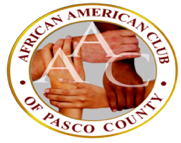 AFRICAN AMERICAN CLUB
AAC
• OF PASCO COUNTY •